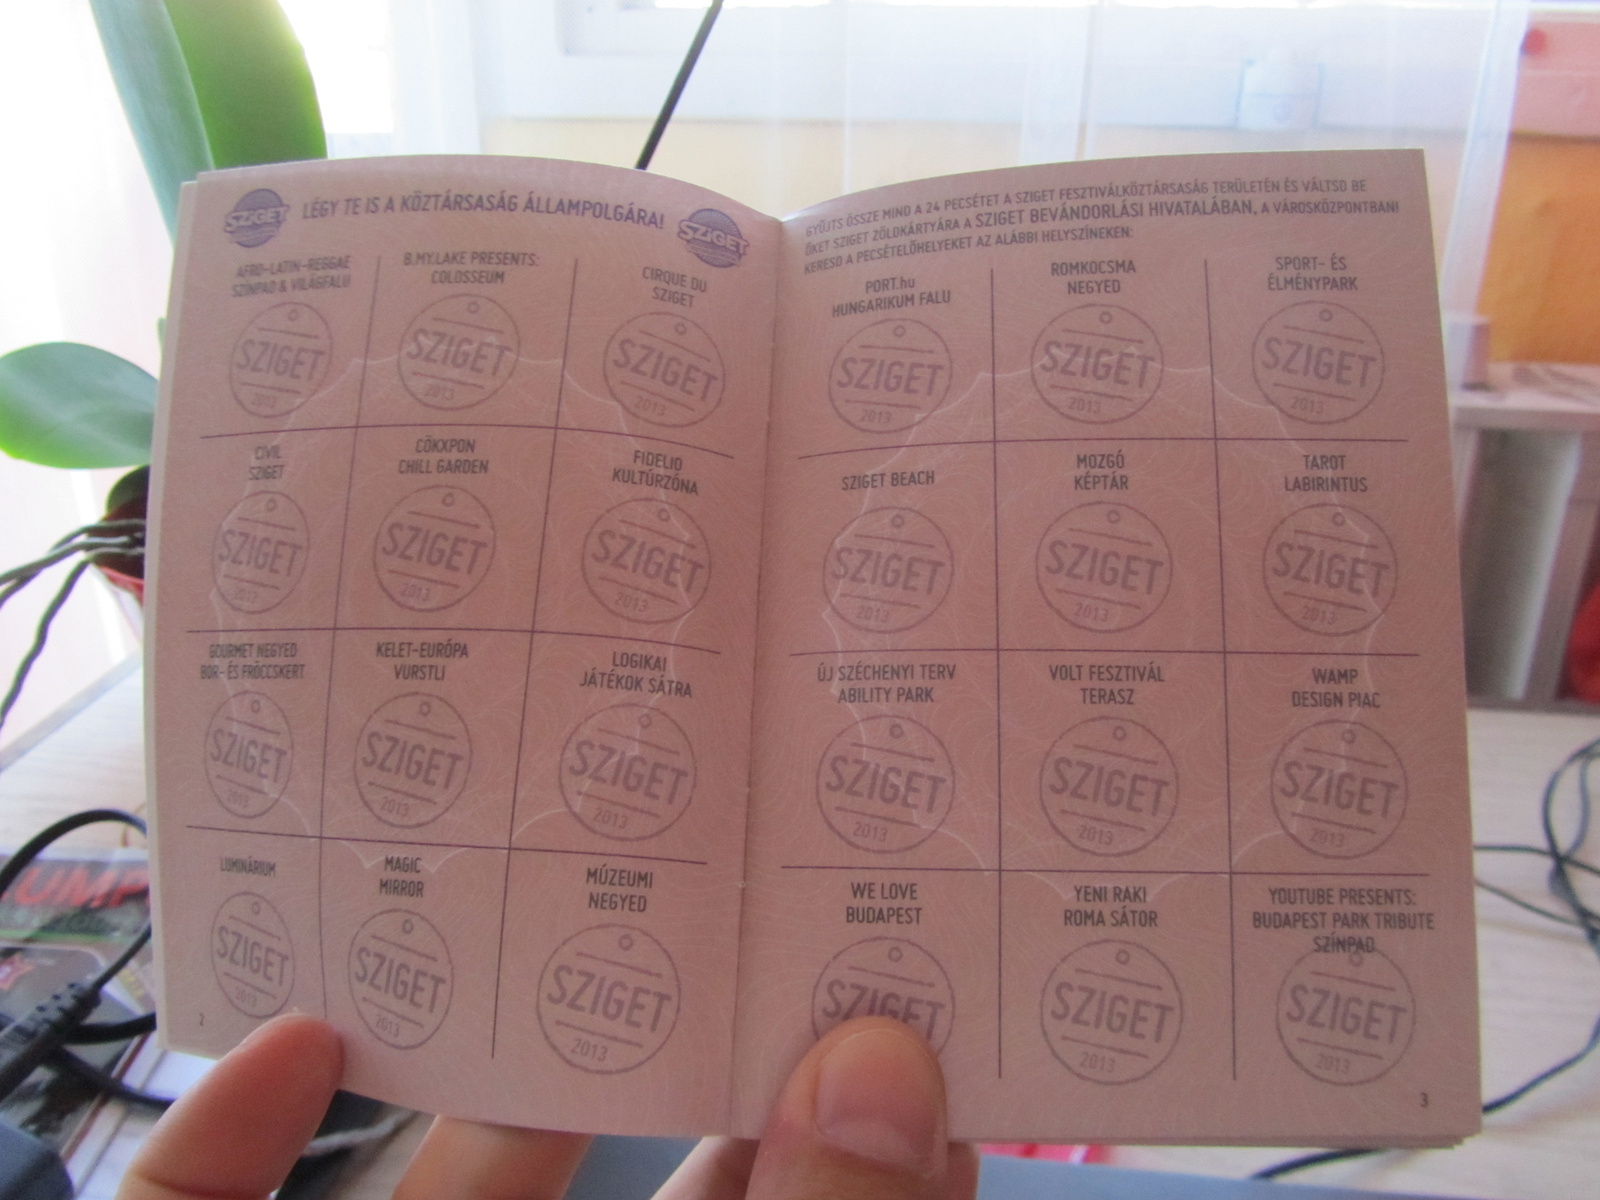 SZIGET
LÉGY TE IS A KÖZTÁRSASÁG ÁLLAMPOLGÁRA!
SZIGET
AFRO-LATIN-REGGAE
SZÍNPAD & VILÁGFALU
SZIGET
2013
B.MY.LAKE PRESENTS:
COLOSSEUM
SZIGET
2013
CIRQUE DU
SZIGET
SZIGET
2013
CIVIL
SZIGET
SZIGET
2013
CÖKXPON
CHILL GARDEN
SZIGET
2013
FIDELIO
KULTÚRZÓNA
SZIGET
2013
GOURMET NEGYED
BOR- ÉS FRÖCCSKERT
SZIGET
2013
KELET-EURÓPA
VURSTLI
SZIGET
2013
LOGIKAI
JÁTÉKOK SÁTRA
SZIGET
2013
LUMINÁRIUM
SZIGET
2013
MAGIC
MIRROR
SZIGET
2013
MÚZEUMI
NEGYED
SZIGET
2013
2
GYŰJTS ÖSSZE MIND A 24 PECSÉTET A SZIGET FESZTIVÁLKÖZTÁRSASÁG TERÜLETÉN ÉS VÁLTSD BE
ŐKET SZIGET ZÖLDKÁRTYÁRA A SZIGET BEVÁNDORLÁSI HIVATALÁBAN, A VÁROSKÖZPONTBAN!
KERESD A PECSÉTELŐHELYEKET AZ ALÁBBI HELYSZÍNEKEN:
PORT.hu
HUNGARIKUM FALU
SZIGET
2013
ROMKOCSMA
NEGYED
SZIGET
2013
SPORT- ÉS
ÉLMÉNYPARK
SZIGET
2013
SZIGET BEACH
SZIGET
2013
MOZGÓ
KÉPTÁR
SZIGET
2013
TAROT
LABIRINTUS
SZIGET
2013
ÚJ SZÉCHENYI TERV
ABILITY PARK
SZIGET
2013
VOLT FESZTIVÁL
TERASZ
SZIGET
2013
WAMP
DESIGN PIAC
SZIGET
2013
WE LOVE
BUDAPEST
SZIGET
YENI RAKI
ROMA SÁTOR
SZIGET
2013
YOUTUBE PRESENTS:
BUDAPEST PARK TRIBUTE
SZÍNPAD
SZIGET
2013
3
UMP